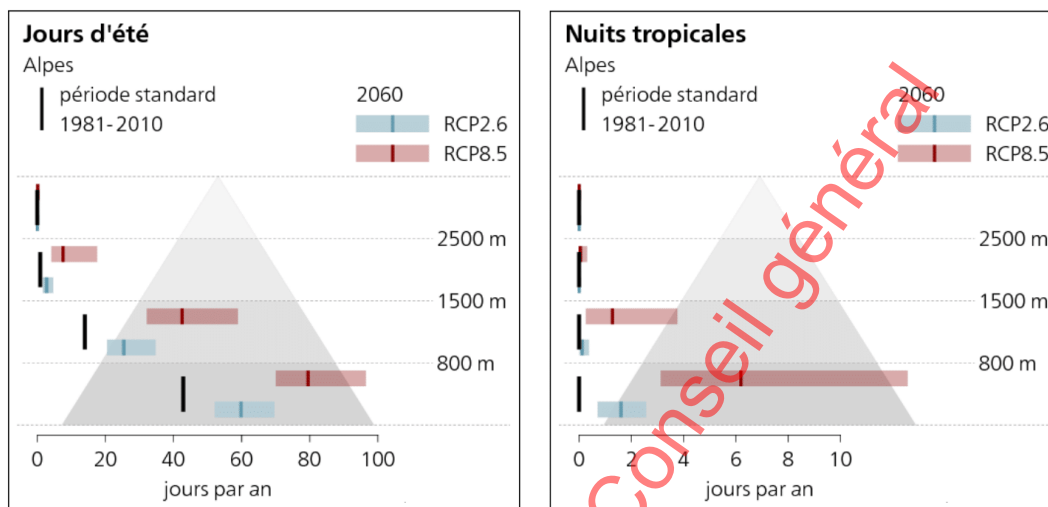 Jours d'été
Alpes
période standard
1981-2010
2060
RCP2.6
RCP8.5
2500 m
1500 m
800 m
0 20 40 60 80 100
jours par an
Nuits tropicales
Alpes
période standard
1981-2010
2060
RCP2.6
RCP8.5
2500 m
1500 m
800 m
0 2 4 6 8 10
jours par an
Conseil général